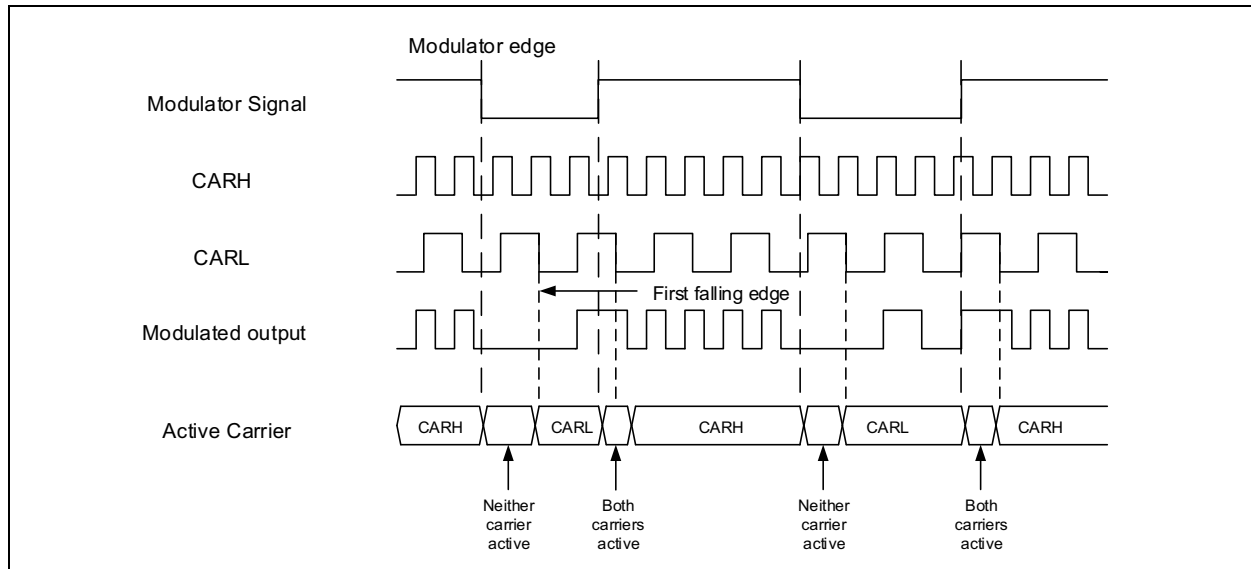 Modulator edge
Modulator Signal
CARH
CARL
First falling edge
Modulated output
Active Carrier
CARH
CARL
CARH
CARL
CARH
Neither
carrier
active
Both
carriers
active
Neither
carrier
active
Both
carriers
active